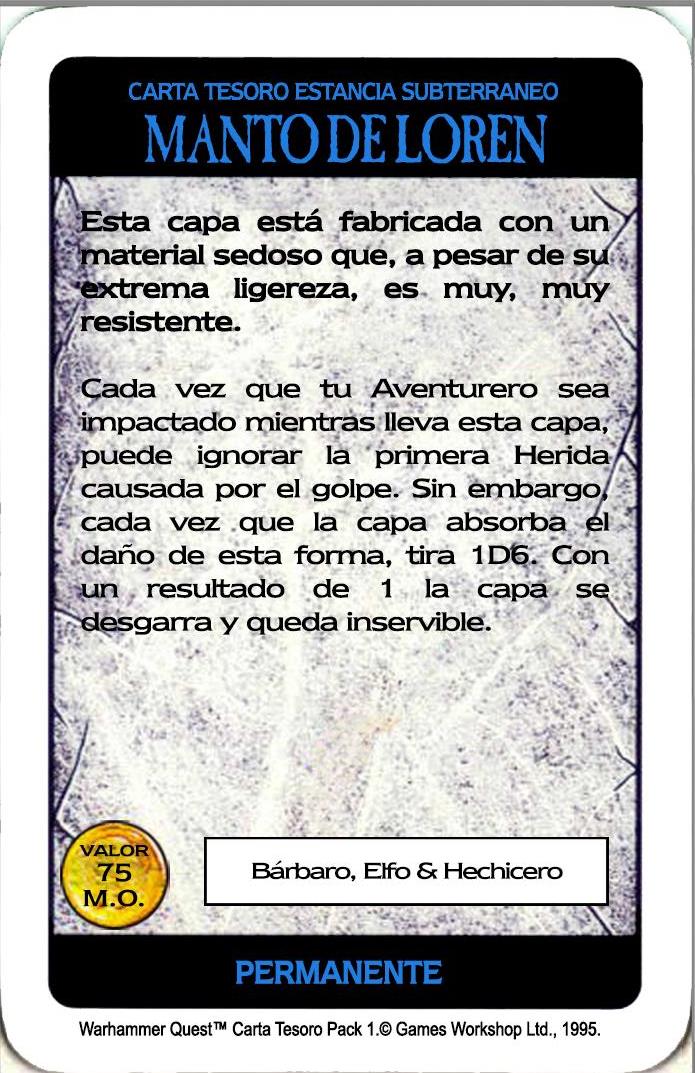 CARTA TESORO ESTANCIA SUBTERRANEO
MANTO DE LOREN
Esta capa está fabricada con un
material sedoso que, a pesar de su
extrema ligereza, es muy, muy
resistente.
Cada vez que tu Aventurero sea
impactado mientras lleva esta capa,
puede ignorar la primera Herida
causada por el golpe. Sin embargo,
cada vez que la capa absorba el
daño de esta forma, tira 1D6. Con
un resultado de 1 la capa se
desgarra y queda inservible.
VALOR
75
M.O.
Bárbaro, Elfo & Hechicero
PERMANENTE
Warhammer Quest™ Carta Tesoro Pack 1.© Games Workshop Ltd., 1995.